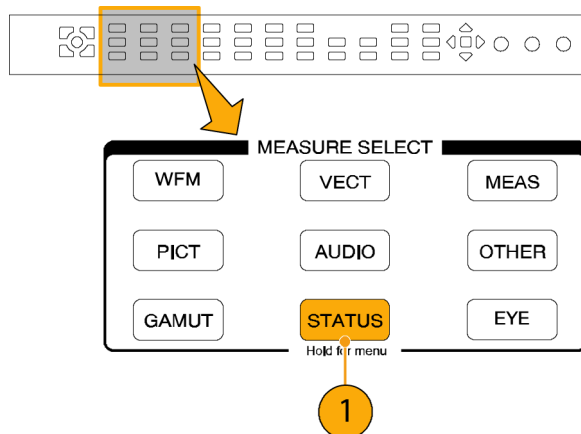 MEASURE SELECT
WFM VECT MEAS
PICT AUDIO OTHER
GAMUT STATUS EYE
Hold for menu
1